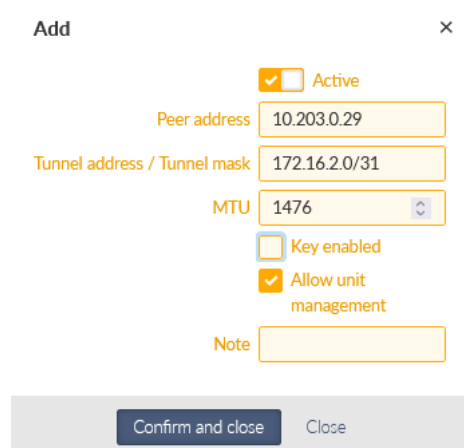 Add
Active
Peer address 10.203.0.29
Tunnel address / Tunnel mask 172.16.2.0/31
MTU 1476
Key enabled
Allow unit
management
Note
Confirm and close Close